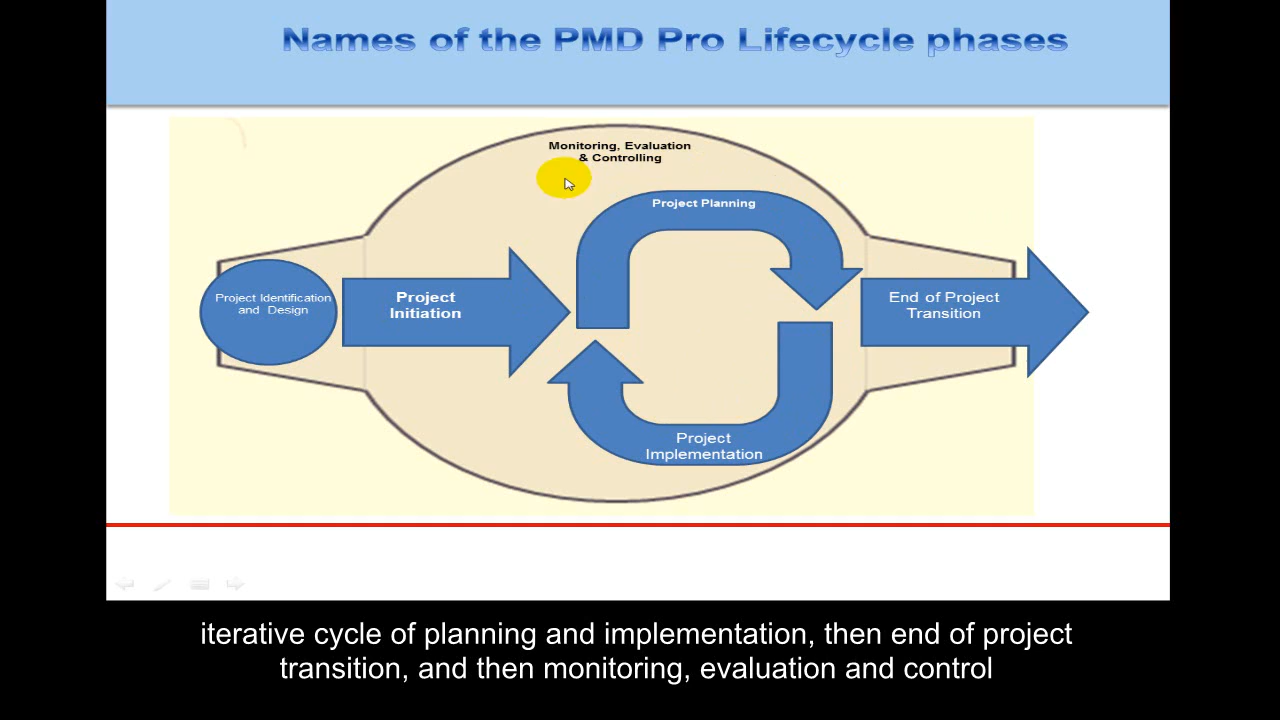 Names of the PMD Pro Lifecycle phases
Monitoring, Evaluation
& Controlling
Project Planning
Project Identification
and Design
Project
Initiation
End of Project
Transition
Project
Implementation
iterative cycle of planning and implementation, then end of project
transition, and then monitoring, evaluation and control